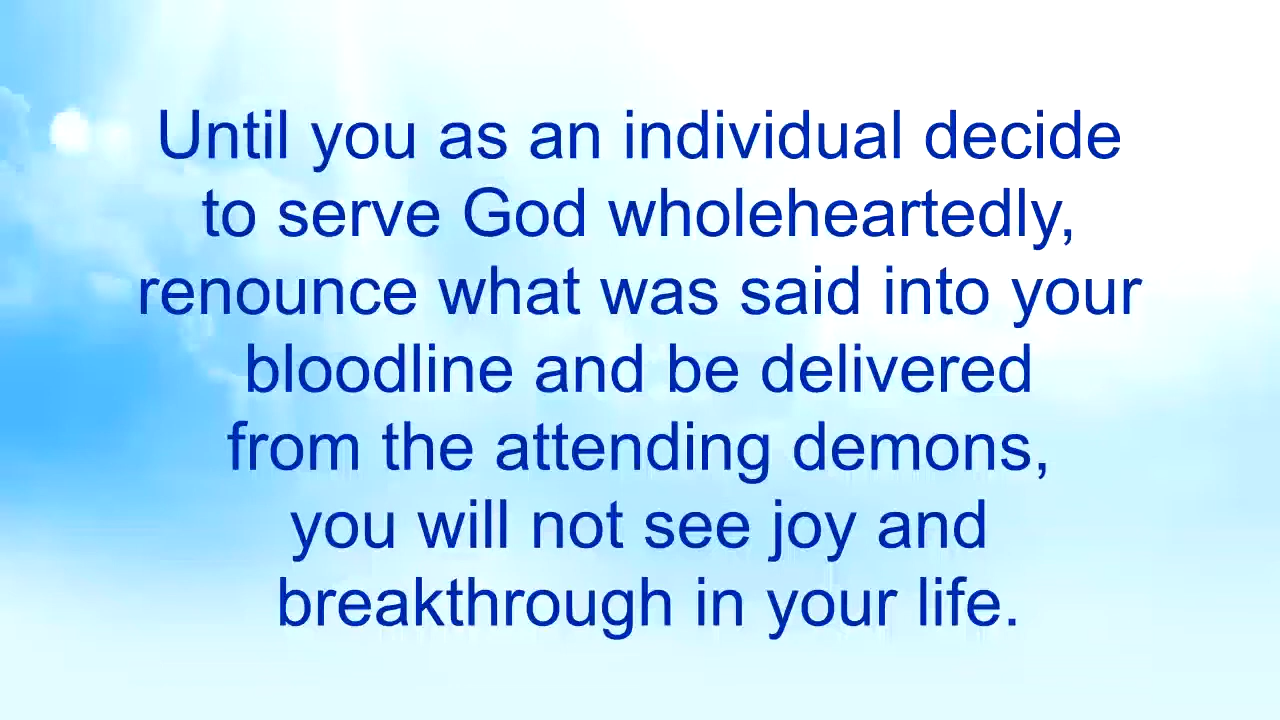 Until you as an individual decide
to serve God wholeheartedly,
renounce what was said into your
bloodline and be delivered
from the attending demons,
you will not see joy and
breakthrough in your life.